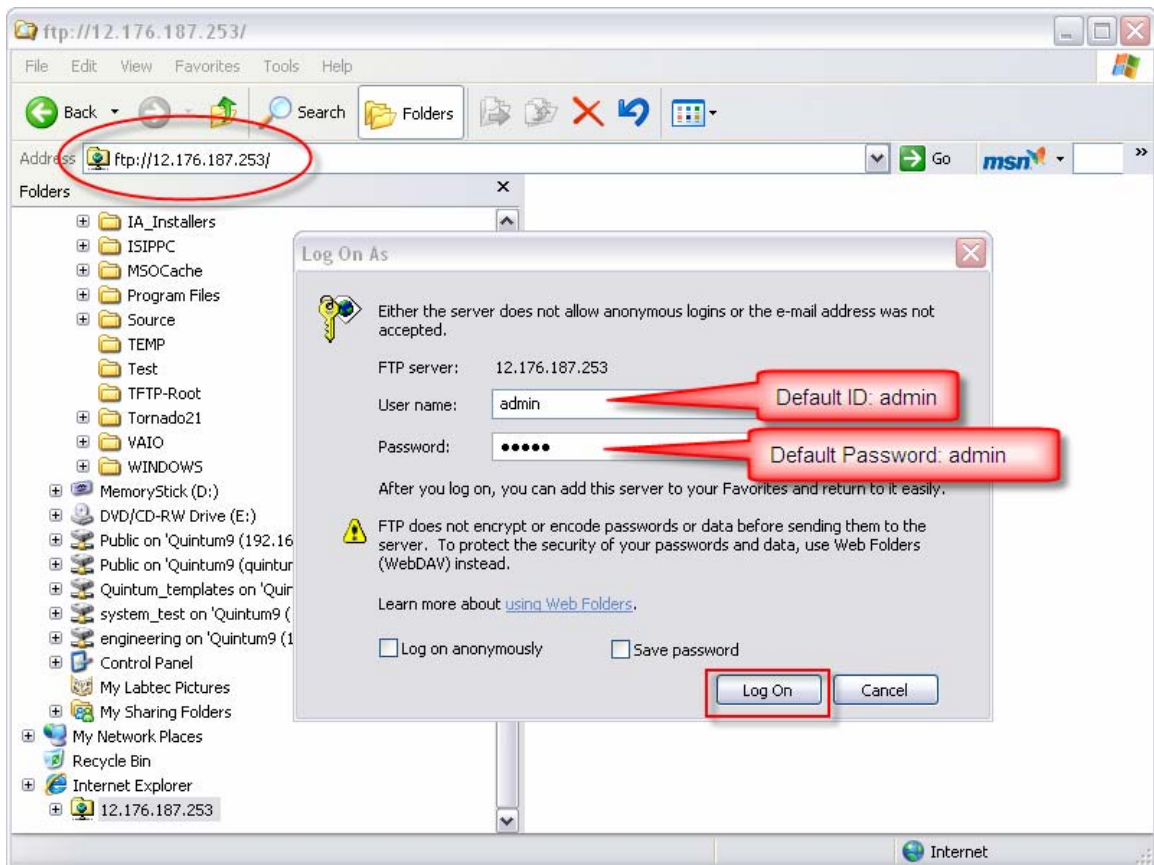 ftp://12.176.187.253/
File Edit View Favorites Tools Help
Back Search Folders
Address ftp://12.176.187.253/ Go msn »
Folders
IA_Installers
ISIPPC
MSOCache
Program Files
Source
TEMP
Test
TFTP-Root
Tornado21
VAIO
WINDOWS
MemoryStick (D:)
DVD/CD-RW Drive (E:)
Public on 'Quintum9 (192.16
Public on 'Quintum9 (quintur
Quintum_templates on 'Quin
system_test on 'Quintum9 (
engineering on 'Quintum9 (1
Control Panel
My Labtec Pictures
My Sharing Folders
My Network Places
Recycle Bin
Internet Explorer
12.176.187.253
Log On As
Either the server does not allow anonymous logins or the e-mail address was not
accepted.
FTP server: 12.176.187.253
User name: admin
Default ID: admin
Password: •••••
Default Password: admin
After you log on, you can add this server to your Favorites and return to it easily.
FTP does not encrypt or encode passwords or data before sending them to the
server. To protect the security of your passwords and data, use Web Folders
(WebDAV) instead.
Learn more about using Web Folders.
Log on anonymously Save password
Log On Cancel
Internet